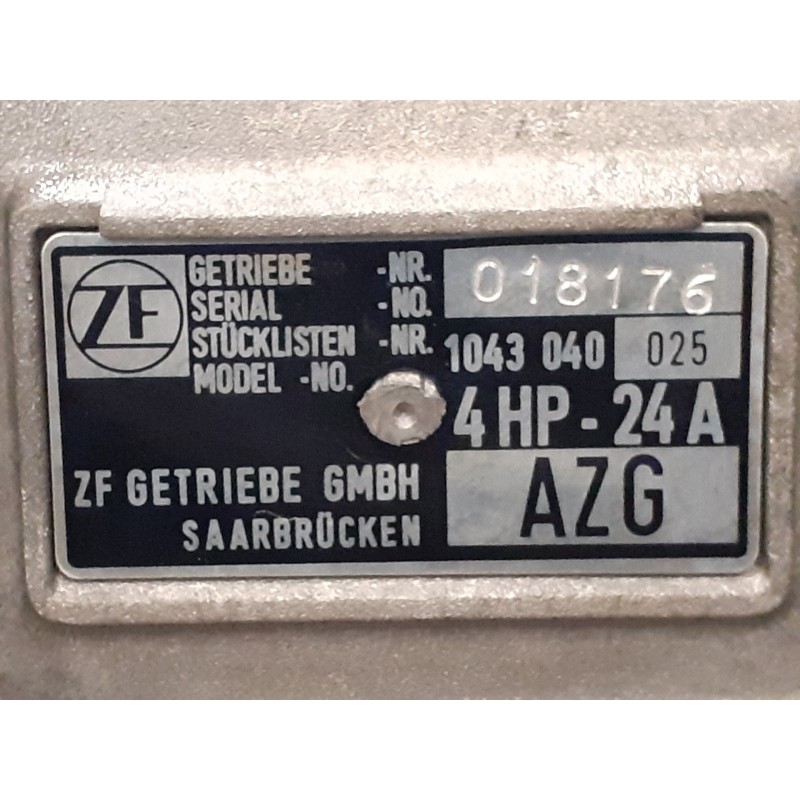 ZF
GETRIEBE -NR. 018176
SERIAL -NO.
STÜCKLISTEN -NR. 1043 040 025
MODEL -NO.
4 HP - 24 A
ZF GETRIEBE GMBH AZG
SAARBRÜCKEN